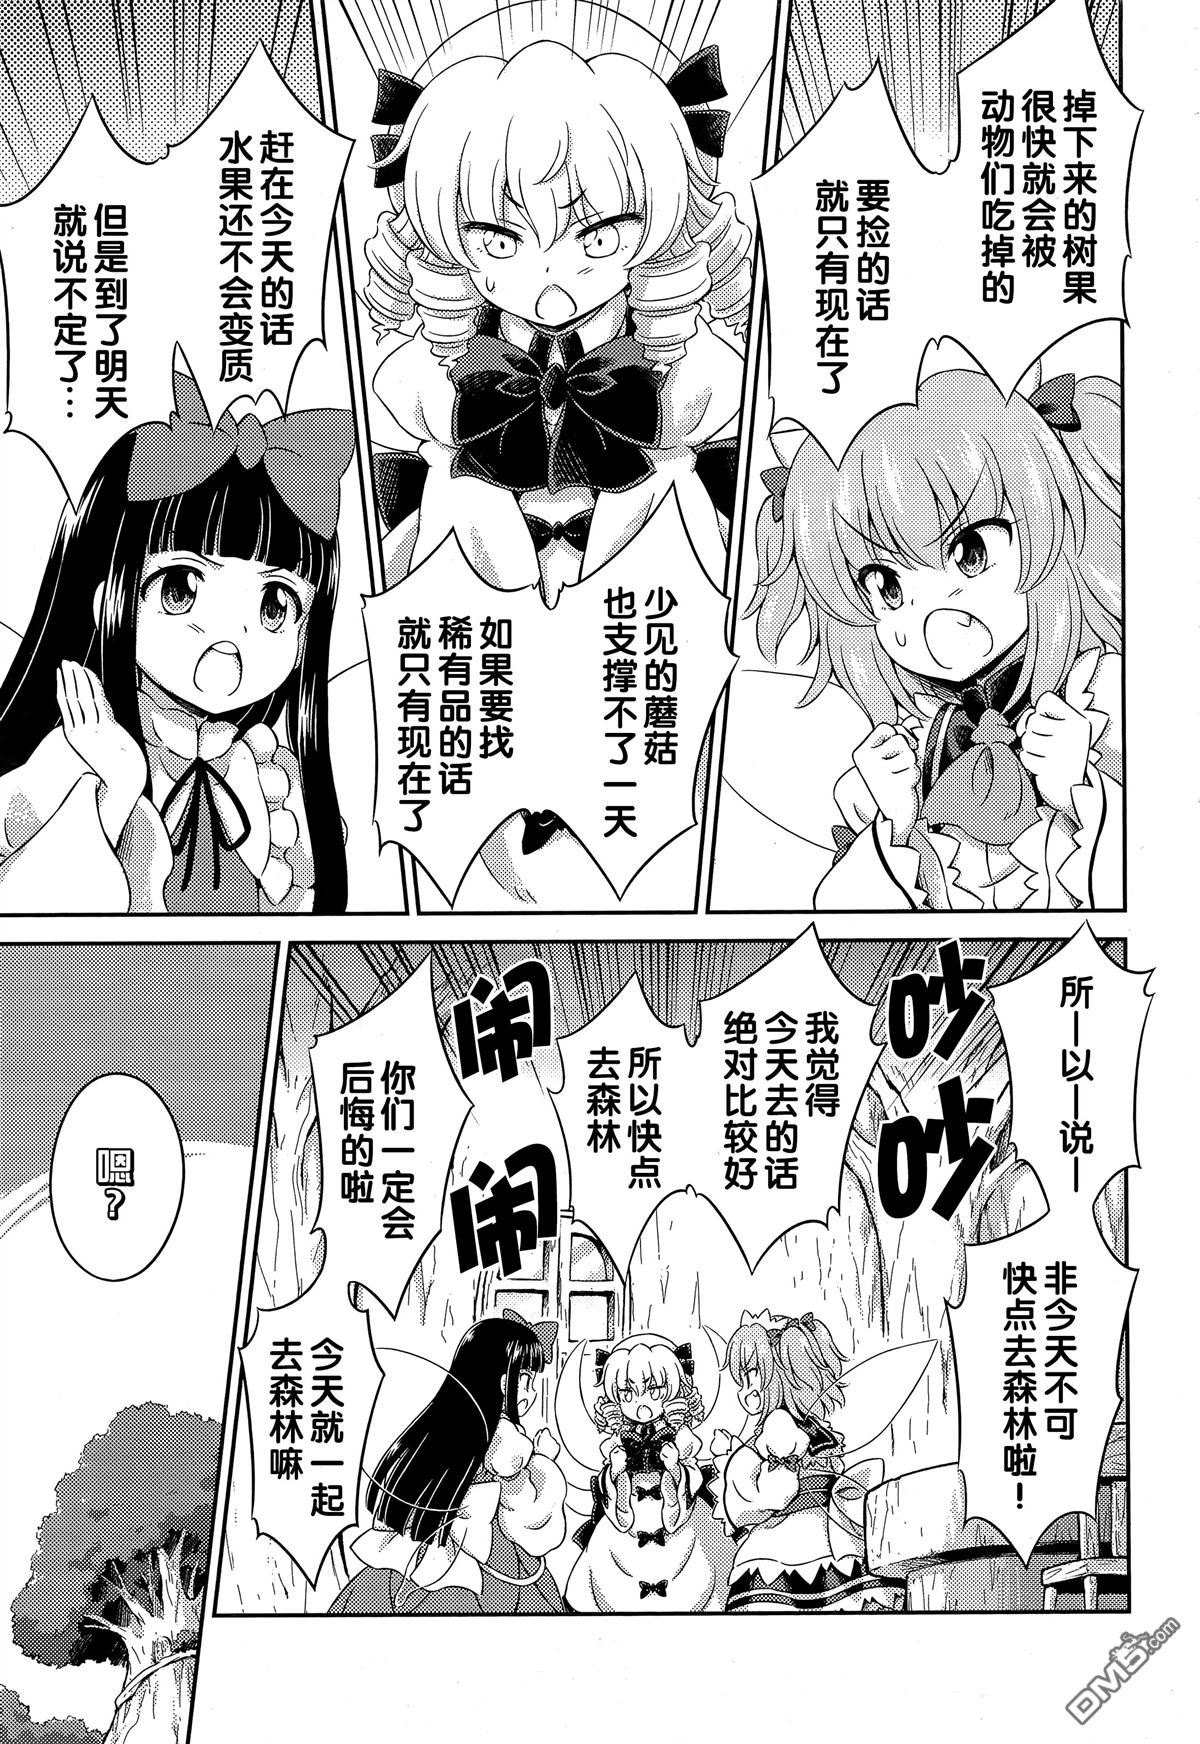 掉下来的树果
很快就会被
动物们吃掉的
要捡的话
就只有现在了
少见的蘑菇
也支撑不了一天
如果要找
稀有品的话
就只有现在了
赶在今天的话
水果还不会变质
但是到了明天
就说不定了…
所—以—说—
非今天不可
快点去森林啦！
吵
吵
我觉得
今天去的话
绝对比较好
所以快点
去森林
闹
闹
你们一定会
后悔的啦
今天就一起
去森林嘛
嗯？
DM5.com